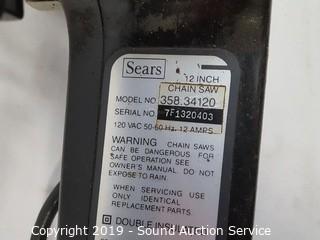 Sears
12 INCH
CHAIN SAW
MODEL NO. 358.34120
SERIAL NO. 7F1320403
120 VAC 50-60 Hz. 12 AMPS.
WARNING CHAIN SAWS
CAN BE DANGEROUS FOR
SAFE OPERATION SEE
OWNER'S MANUAL. DO NOT
EXPOSE TO RAIN
WHEN SERVICING USE
ONLY IDENTICAL
REPLACEMENT PARTS.
DOUBLE INSULA
Copyright 2019 - Sound Auction Service